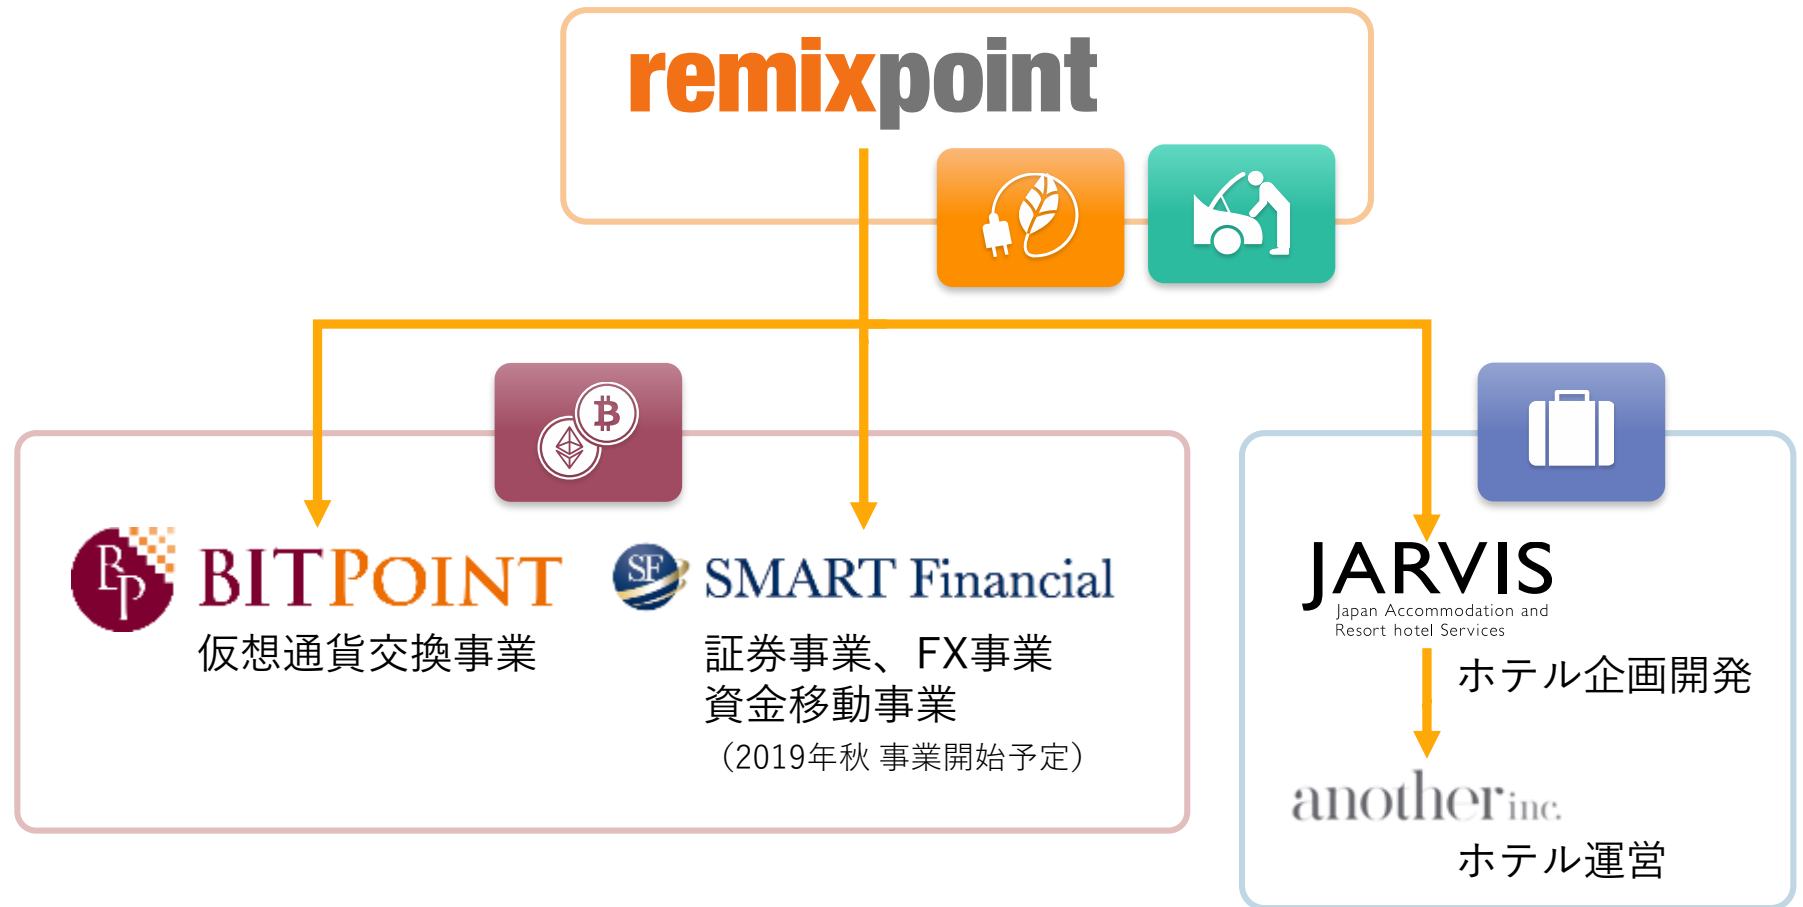 remixpoint
BP
BITPOINT
仮想通貨交換事業
SF
SMART Financial
証券事業、FX事業
資金移動事業
（2019年秋 事業開始予定）
JARVIS
Japan Accommodation and
Resort hotel Services
ホテル企画開発
another inc.
ホテル運営